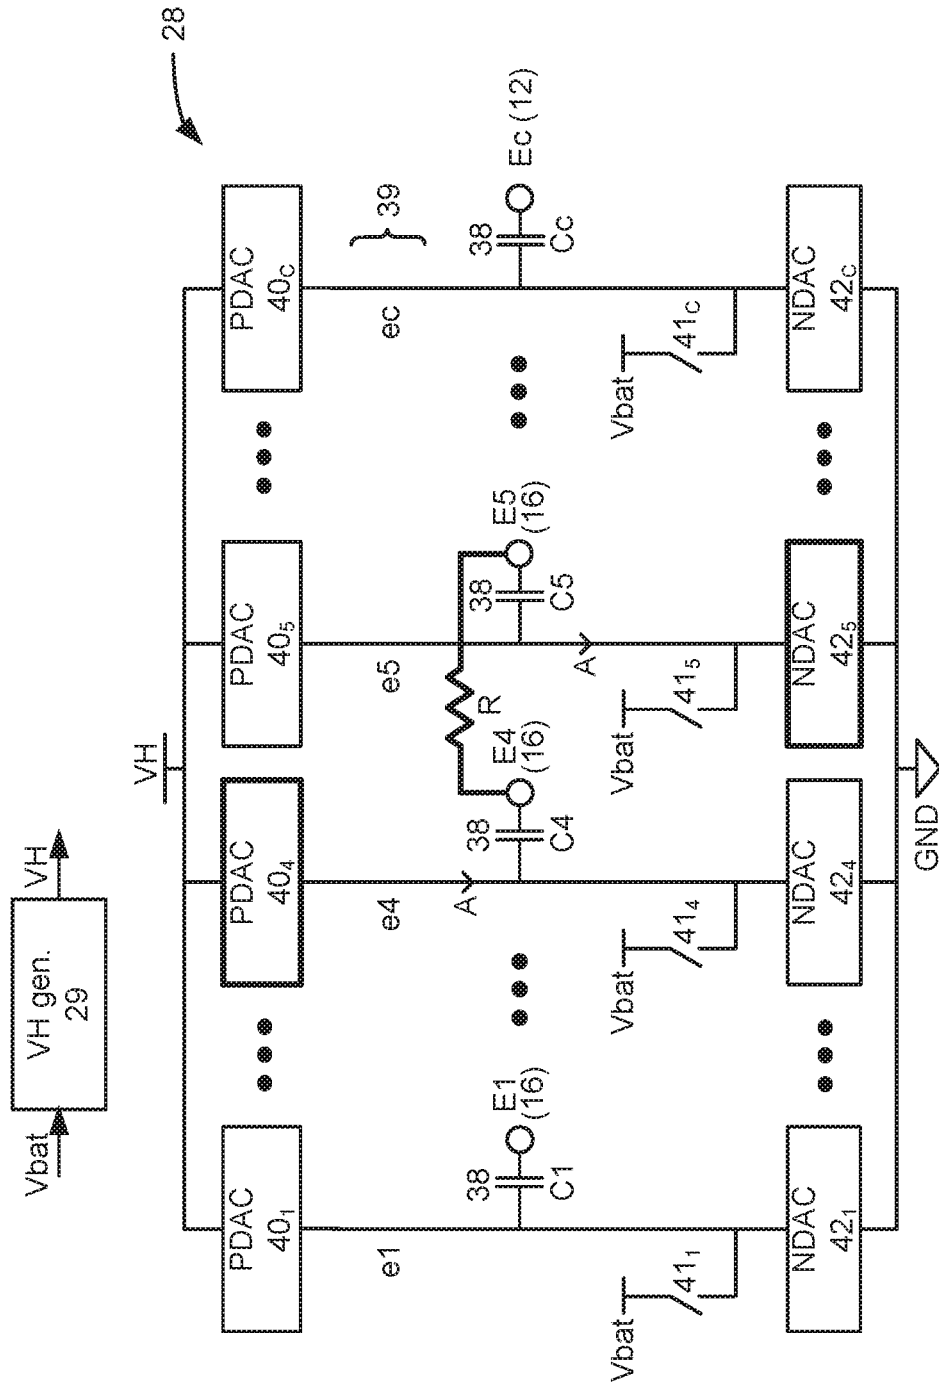 Vbat
VH gen.
29
VH
VH
28
PDAC
40₁
PDAC
40₄
PDAC
40₅
PDAC
40C
e1
e4
e5
ec
39
A
R
38
C1
E1
(16)
38
C4
E4
(16)
38
C5
E5
(16)
38
Cc
Ec (12)
A
Vbat
41₁
Vbat
41₄
Vbat
41₅
Vbat
41C
NDAC
42₁
NDAC
42₄
NDAC
42₅
NDAC
42C
GND